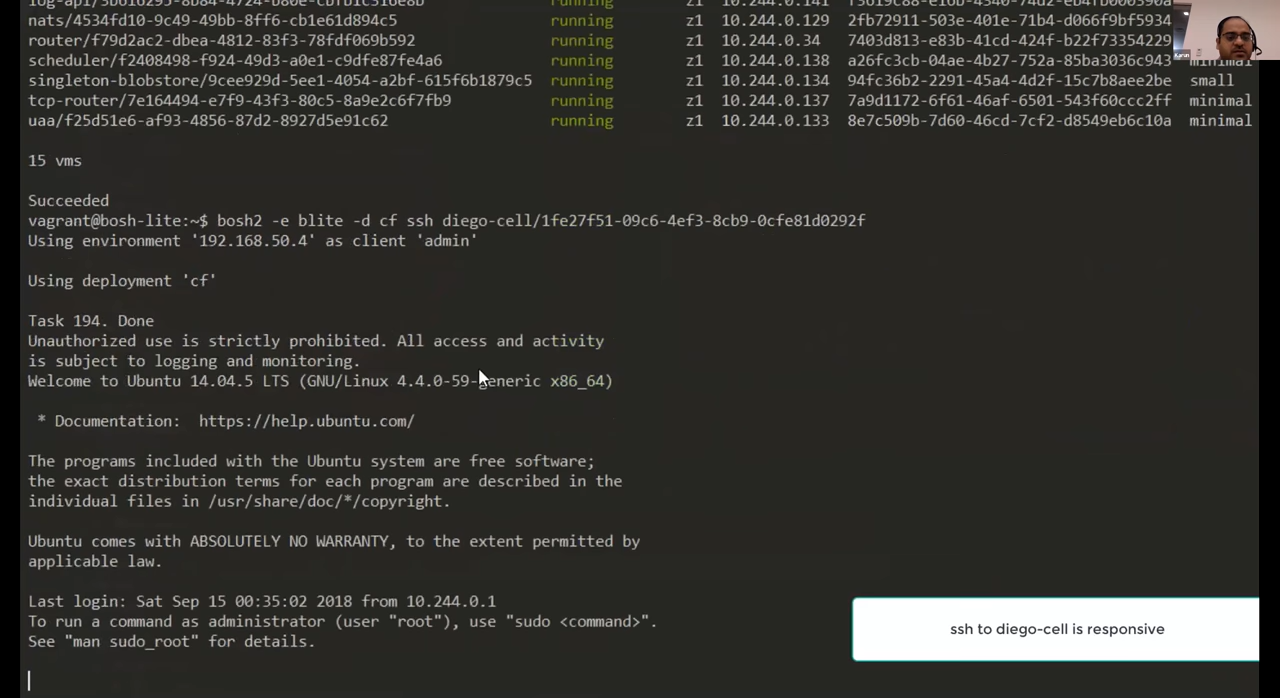 running z1 10.244.0.141
nats/4534fd10-9c49-49bb-8ff6-cb1e61d894c5 running z1 10.244.0.129 2fb72911-503e-401e-71b4-d066f9bf5934
router/f79d2ac2-dbea-4812-83f3-78fdf069b592 running z1 10.244.0.34 7403d813-e83b-41cd-424f-b22f73354229
scheduler/f2408498-f924-49d3-a0e1-c9dfe87fe4a6 running z1 10.244.0.138 a26fc3cb-04ae-4b27-752a-85ba3036c943 minimal
singleton-blobstore/9cee929d-5ee1-4054-a2bf-615f6b1879c5 running z1 10.244.0.134 94fc36b2-2291-45a4-4d2f-15c7b8aee2be small
tcp-router/7e164494-e7f9-43f3-80c5-8a9e2c6f7fb9 running z1 10.244.0.137 7a9d1172-6f61-46af-6501-543f60ccc2ff minimal
uaa/f25d51e6-af93-4856-87d2-8927d5e91c62 running z1 10.244.0.133 8e7c509b-7d60-46cd-7cf2-d8549eb6c10a minimal
15 vms
Succeeded
vagrant@bosh-lite:~$ bosh2 -e blite -d cf ssh diego-cell/1fe27f51-09c6-4ef3-8cb9-0cfe81d0292f
Using environment '192.168.50.4' as client 'admin'
Using deployment 'cf'
Task 194. Done
Unauthorized use is strictly prohibited. All access and activity
is subject to logging and monitoring.
Welcome to Ubuntu 14.04.5 LTS (GNU/Linux 4.4.0-59-generic x86_64)
* Documentation: https://help.ubuntu.com/
The programs included with the Ubuntu system are free software;
the exact distribution terms for each program are described in the
individual files in /usr/share/doc/*/copyright.
Ubuntu comes with ABSOLUTELY NO WARRANTY, to the extent permitted by
applicable law.
Last login: Sat Sep 15 00:35:02 2018 from 10.244.0.1
To run a command as administrator (user "root"), use "sudo <command>".
See "man sudo_root" for details.
ssh to diego-cell is responsive